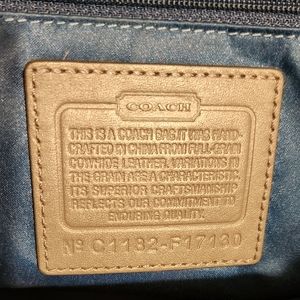 COACH
THIS IS A COACH BAG.IT WAS HAND-
CRAFTED IN CHINA FROM FULL-GRAIN
COWHIDE LEATHER. VARIATIONS IN
THE GRAIN ARE A CHARACTERISTIC
ITS SUPERIOR CRAFTSMANSHIP
REFLECTS OUR COMMITMENT TO
ENDURING QUALITY.
Nº C1182-F17130